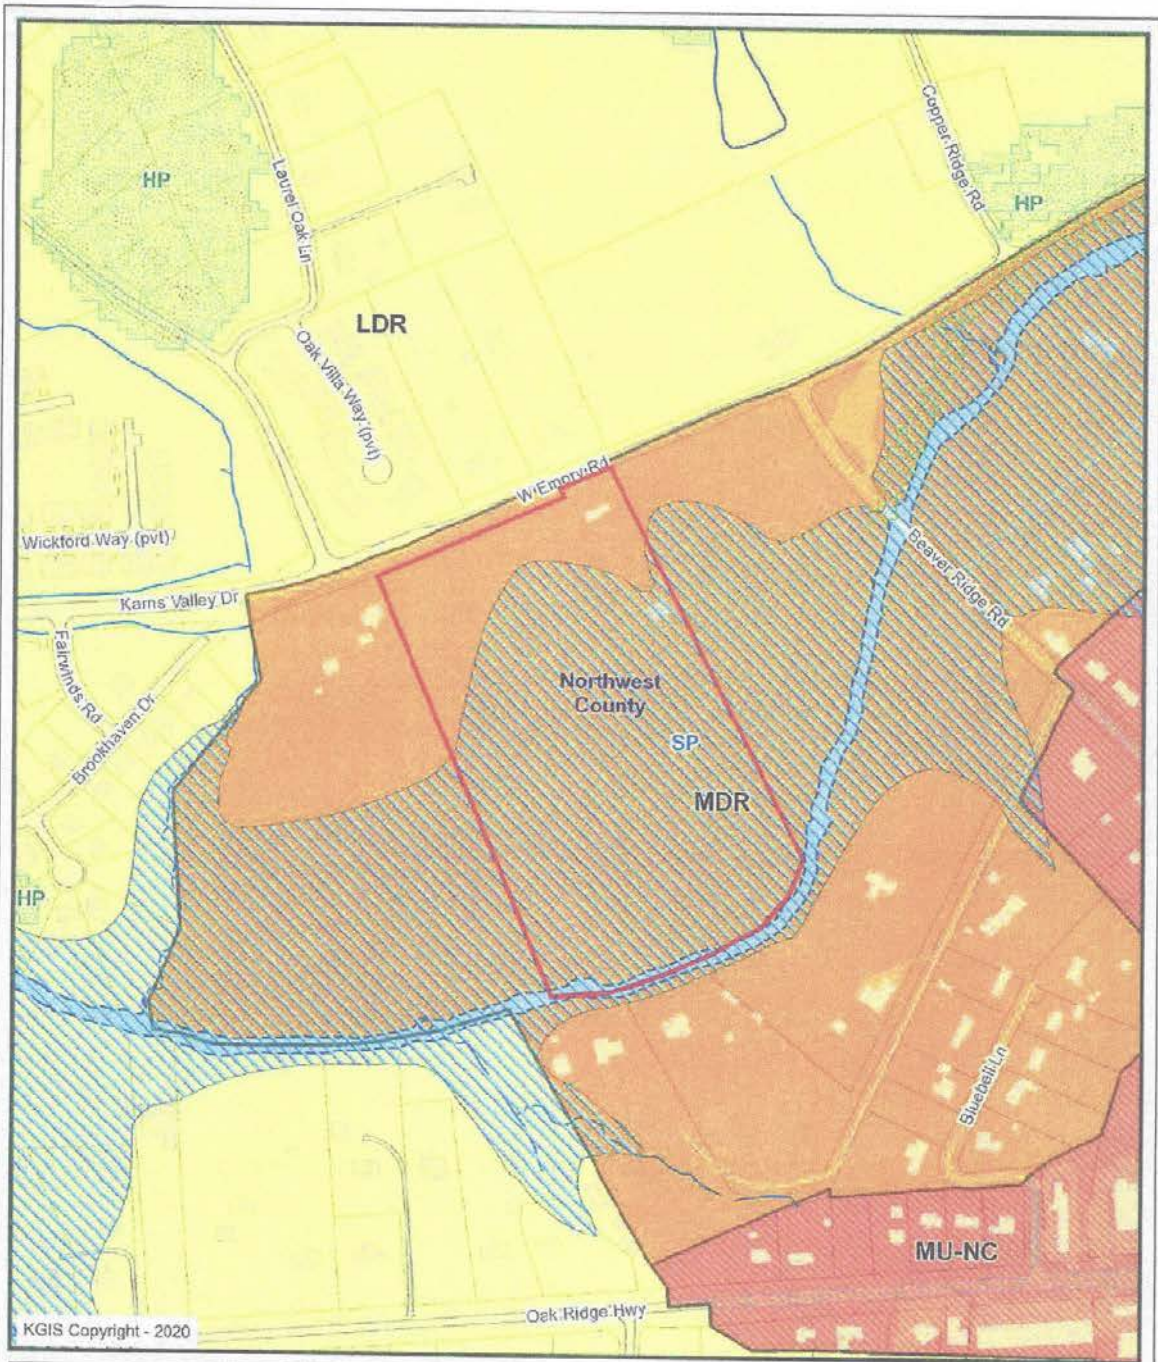 Copper Ridge Rd
HP
Laurel Oak Ln
HP
LDR
Oak Villa Way (pvt)
W Emory Rd
Wickford Way (pvt)
Beaver Ridge Rd
Karns Valley Dr
Fairwinds Rd
Brookhaven Dr
Northwest
County
SP
MDR
HP
Bluebell Ln
MU-NC
Oak Ridge Hwy
KGIS Copyright - 2020